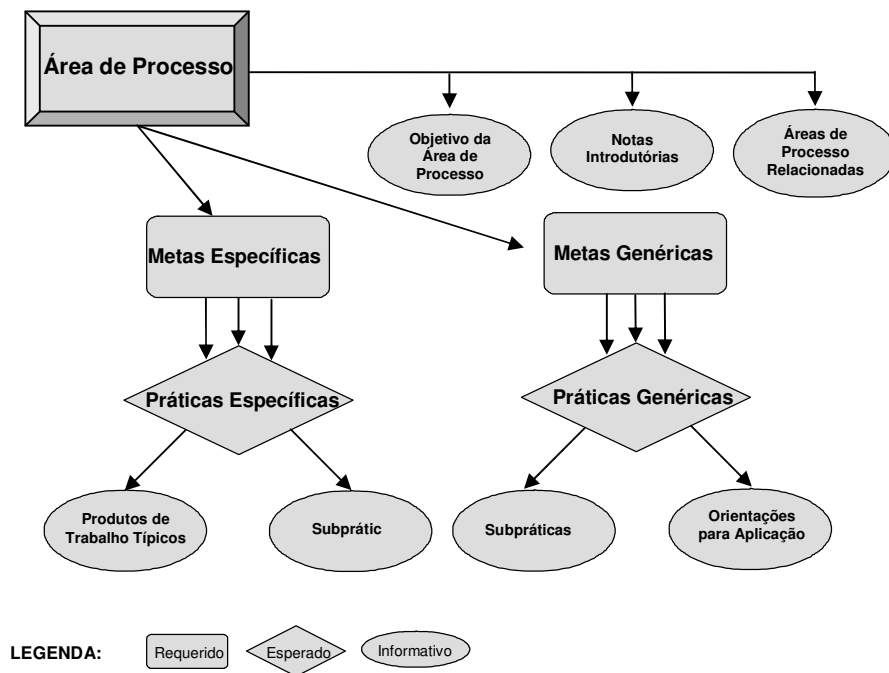 Área de Processo
Objetivo da
Área de
Processo
Notas
Introdutórias
Áreas de
Processo
Relacionadas
Metas Específicas
Metas Genéricas
Práticas Específicas
Práticas Genéricas
Produtos de
Trabalho Típicos
Subprátic
Subpráticas
Orientações
para Aplicação
LEGENDA:
Requerido
Esperado
Informativo